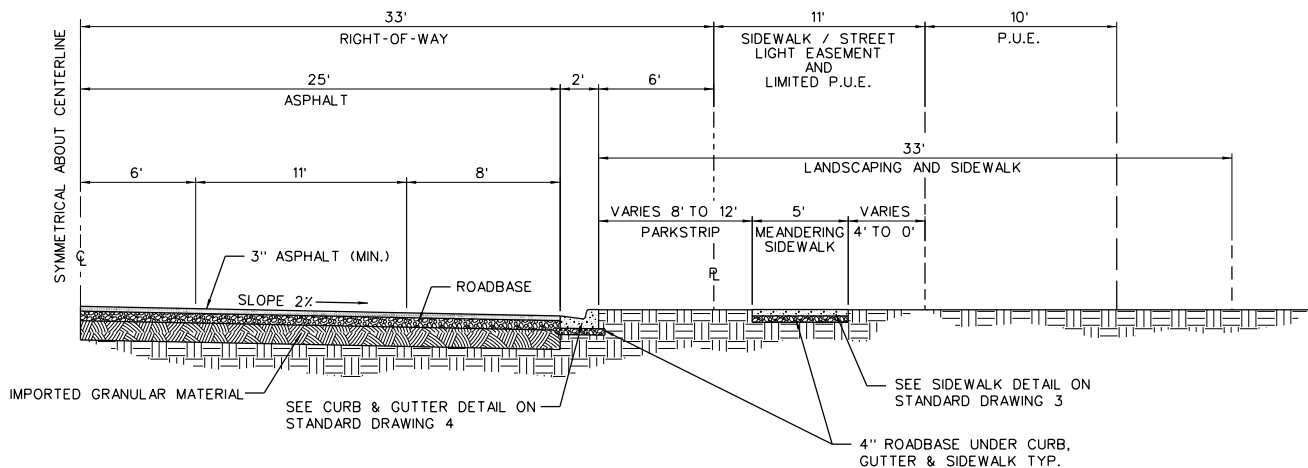 33'
RIGHT-OF-WAY
11'
SIDEWALK / STREET
LIGHT EASEMENT
AND
LIMITED P.U.E.
10'
P.U.E.
SYMMETRICAL ABOUT CENTERLINE
25'
ASPHALT
2'
6'
33'
LANDSCAPING AND SIDEWALK
6'
11'
8'
VARIES 8' TO 12'
PARKSTRIP
5'
MEANDERING
SIDEWALK
VARIES
4' TO 0'
CL
PL
3" ASPHALT (MIN.)
SLOPE 2%
ROADBASE
IMPORTED GRANULAR MATERIAL
SEE CURB & GUTTER DETAIL ON
STANDARD DRAWING 4
SEE SIDEWALK DETAIL ON
STANDARD DRAWING 3
4" ROADBASE UNDER CURB,
GUTTER & SIDEWALK TYP.